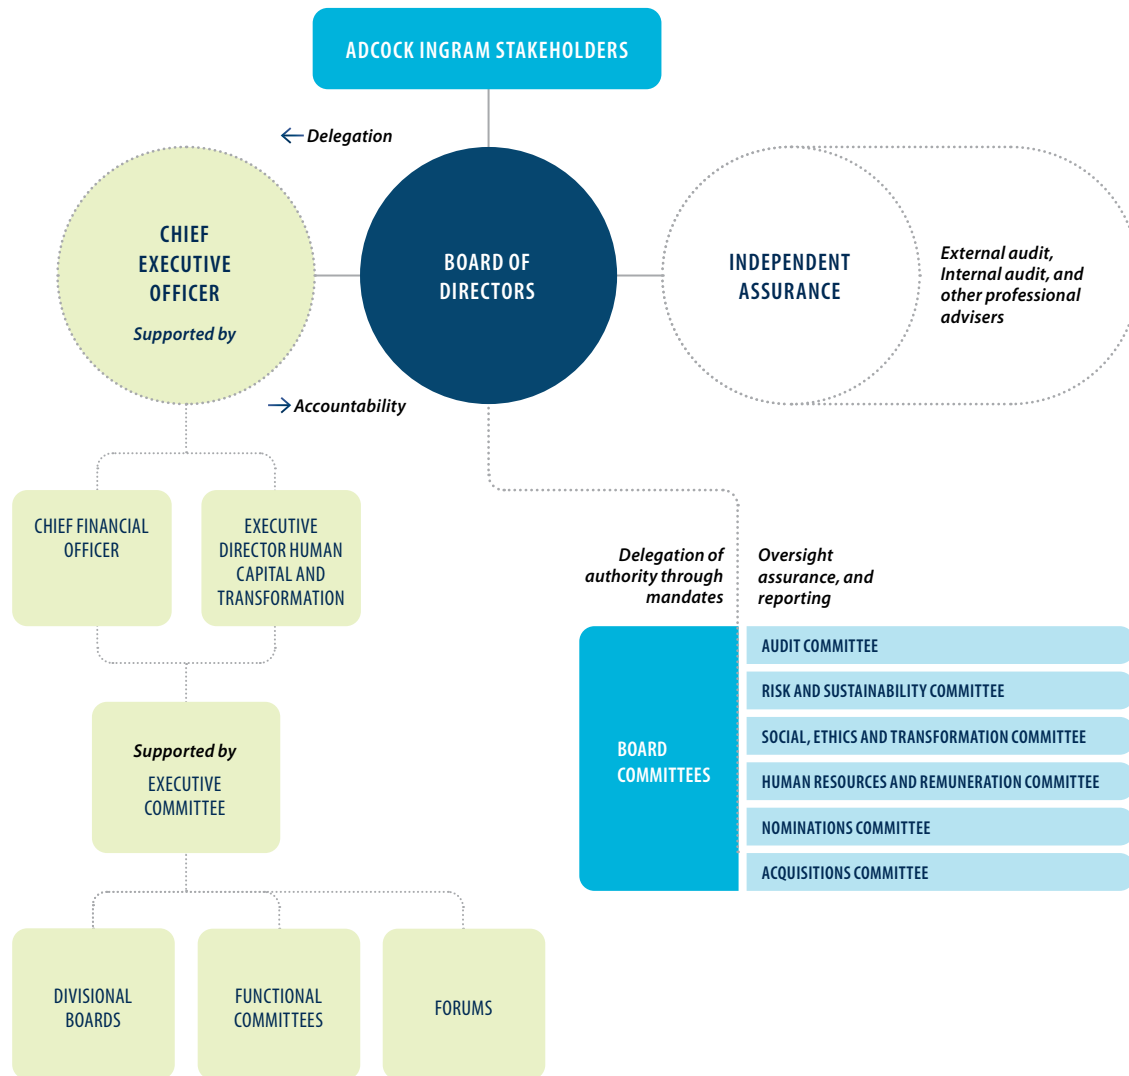 ADCOCK INGRAM STAKEHOLDERS
← Delegation
CHIEF
EXECUTIVE
OFFICER
Supported by
BOARD OF
DIRECTORS
INDEPENDENT
ASSURANCE
External audit,
Internal audit, and
other professional
advisers
→ Accountability
CHIEF FINANCIAL
OFFICER
EXECUTIVE
DIRECTOR HUMAN
CAPITAL AND
TRANSFORMATION
Delegation of
authority through
mandates
Oversight
assurance, and
reporting
BOARD
COMMITTEES
AUDIT COMMITTEE
RISK AND SUSTAINABILITY COMMITTEE
SOCIAL, ETHICS AND TRANSFORMATION COMMITTEE
HUMAN RESOURCES AND REMUNERATION COMMITTEE
NOMINATIONS COMMITTEE
ACQUISITIONS COMMITTEE
Supported by
EXECUTIVE
COMMITTEE
DIVISIONAL
BOARDS
FUNCTIONAL
COMMITTEES
FORUMS